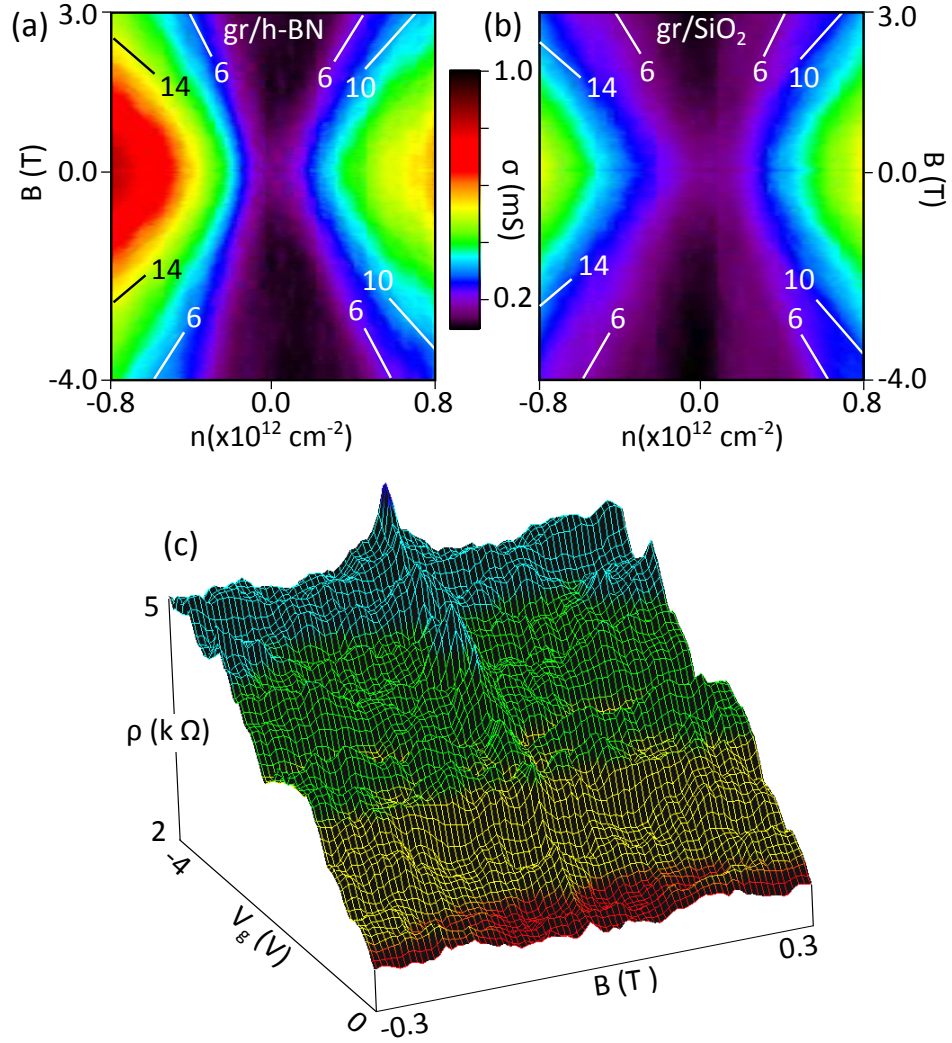 (a)
3.0
gr/h-BN
6
6
14
10
B (T)
0.0
14
10
6
6
-4.0
-0.8
0.0
0.8
n(x10¹² cm⁻²)
1.0
σ (mS)
0.2
(b)
gr/SiO₂
3.0
6
6
10
14
B (T)
0.0
14
10
6
6
-4.0
-0.8
0.0
0.8
n(x10¹² cm⁻²)
(c)
5
ρ (k Ω)
2
-4
V_g (V)
0
-0.3
B (T )
0.3